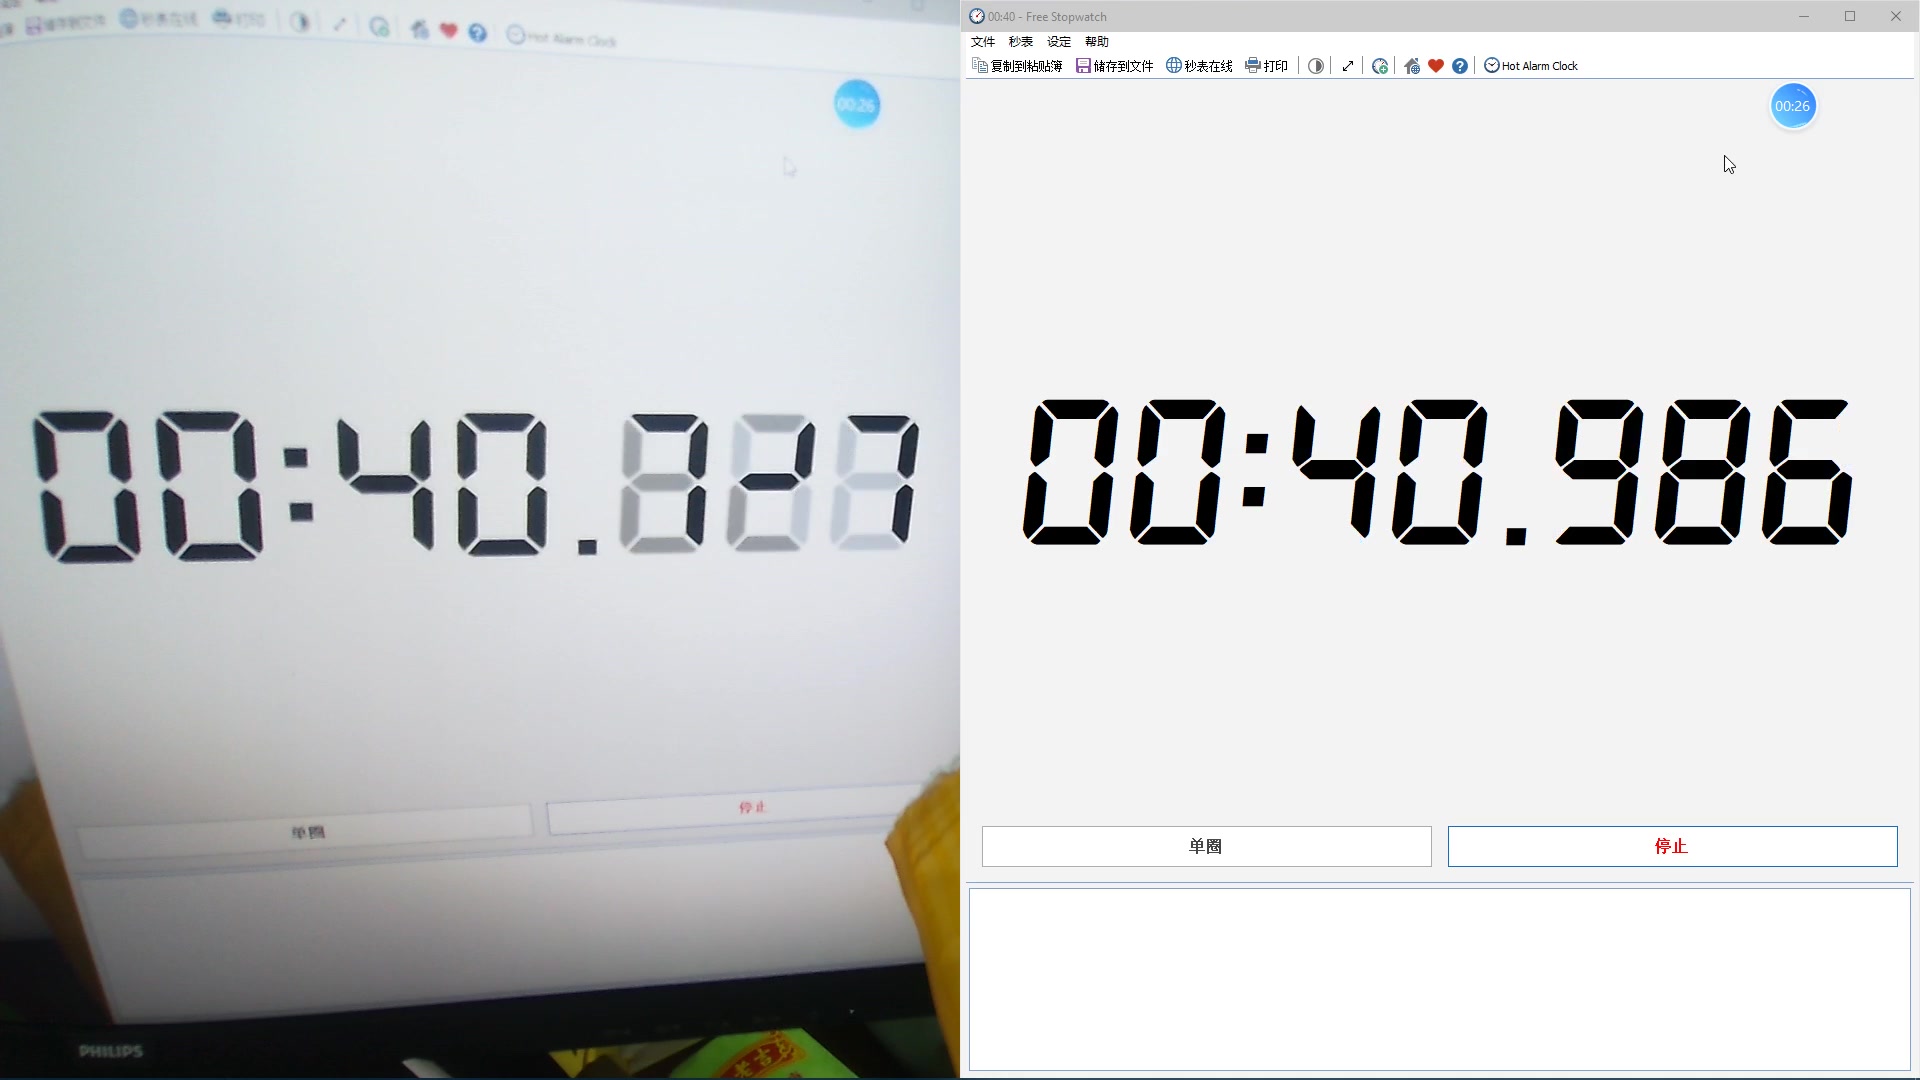 储存到文件 秒表在线 打印 Hot Alarm Clock
00:26
00:40.
单圈 停止
PHILIPS
00:40 - Free Stopwatch
文件 秒表 设定 帮助
复制到粘贴簿 储存到文件 秒表在线 打印 Hot Alarm Clock
00:26
00:40.986
单圈 停止